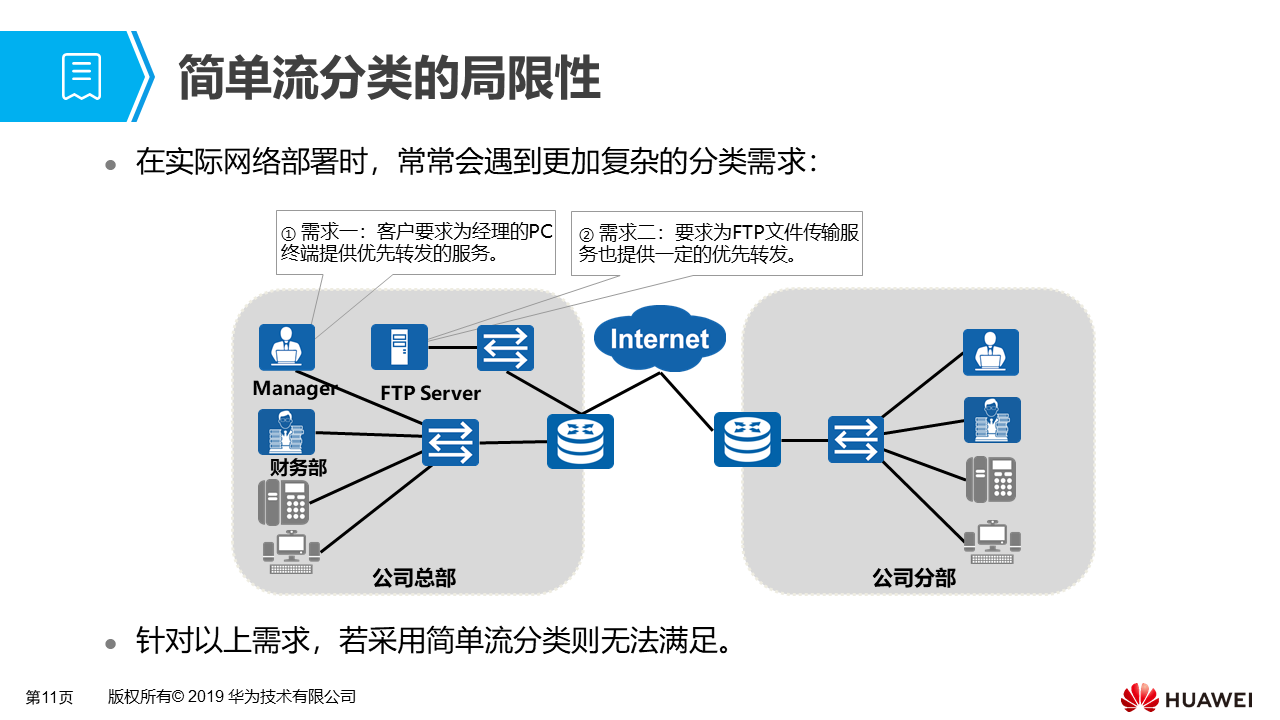 简单流分类的局限性
在实际网络部署时，常常会遇到更加复杂的分类需求：
① 需求一：客户要求为经理的PC
终端提供优先转发的服务。
② 需求二：要求为FTP文件传输服
务也提供一定的优先转发。
Internet
Manager
FTP Server
财务部
公司总部
公司分部
针对以上需求，若采用简单流分类则无法满足。
第11页
版权所有© 2019 华为技术有限公司
HUAWEI